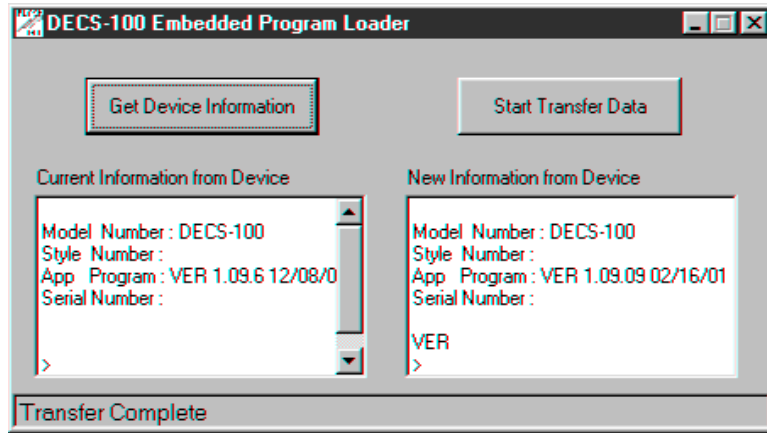 DECS-100 Embedded Program Loader
Get Device Information
Start Transfer Data
Current Information from Device
Model Number : DECS-100
Style Number :
App Program : VER 1.09.6 12/08/0
Serial Number :
>
New Information from Device
Model Number : DECS-100
Style Number :
App Program : VER 1.09.09 02/16/01
Serial Number :
VER
>
Transfer Complete